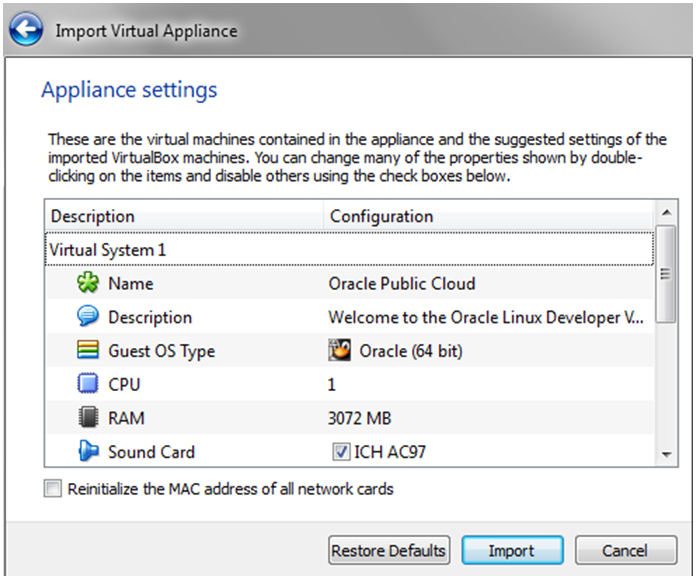 Import Virtual Appliance
Appliance settings
These are the virtual machines contained in the appliance and the suggested settings of the
imported VirtualBox machines. You can change many of the properties shown by double-
clicking on the items and disable others using the check boxes below.
Description Configuration
Virtual System 1
Name Oracle Public Cloud
Description Welcome to the Oracle Linux Developer V...
Guest OS Type Oracle (64 bit)
CPU 1
RAM 3072 MB
Sound Card ICH AC97
Reinitialize the MAC address of all network cards
Restore Defaults Import Cancel